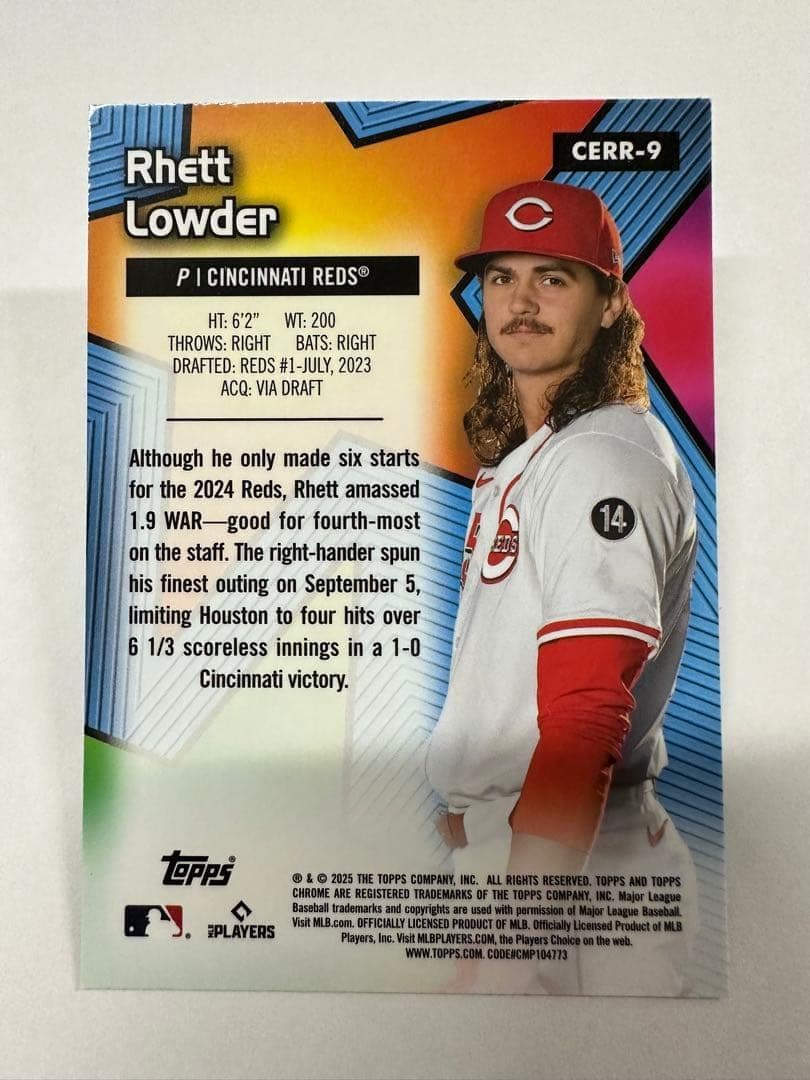 CERR-9
Rhett
Lowder
P | CINCINNATI REDS®
HT: 6'2" WT: 200
THROWS: RIGHT BATS: RIGHT
DRAFTED: REDS #1-JULY, 2023
ACQ: VIA DRAFT
Although he only made six starts
for the 2024 Reds, Rhett amassed
1.9 WAR—good for fourth-most
on the staff. The right-hander spun
his finest outing on September 5,
limiting Houston to four hits over
6 1/3 scoreless innings in a 1-0
Cincinnati victory.
C
REDS
14
Topps®
MLB PLAYERS
® & © 2025 THE TOPPS COMPANY, INC. ALL RIGHTS RESERVED. TOPPS AND TOPPS
CHROME ARE REGISTERED TRADEMARKS OF THE TOPPS COMPANY, INC. Major League
Baseball trademarks and copyrights are used with permission of Major League Baseball.
Visit MLB.com. OFFICIALLY LICENSED PRODUCT OF MLB. Officially Licensed Product of MLB
Players, Inc. Visit MLBPLAYERS.COM, the Players Choice on the web.
WWW.TOPPS.COM. CODE#CMP104773